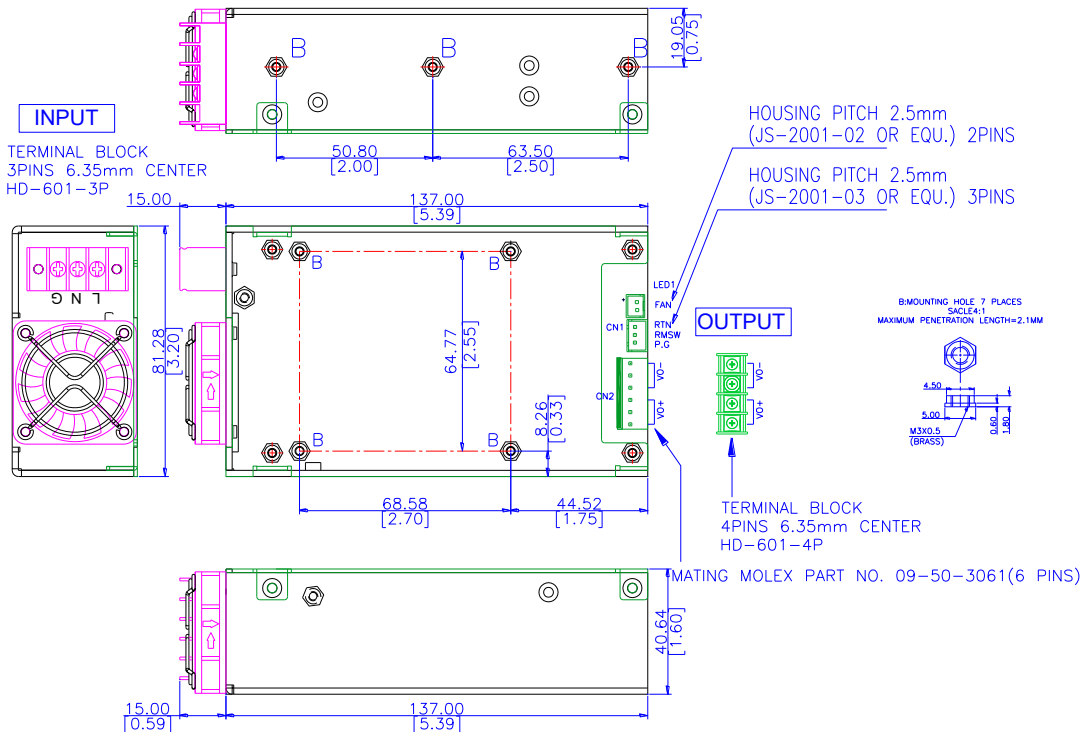 19.05
[0.75]
B
B
B
INPUT
TERMINAL BLOCK
3PINS 6.35mm CENTER
HD-601-3P
50.80
[2.00]
63.50
[2.50]
HOUSING PITCH 2.5mm
(JS-2001-02 OR EQU.) 2PINS
HOUSING PITCH 2.5mm
(JS-2001-03 OR EQU.) 3PINS
15.00
137.00
[5.39]
L N G
81.28
[3.20]
B
B
B
B
64.77
[2.55]
8.26
[0.33]
LED1
+
FAN
CN1
RTN
RMSW
P.G
CN2
VO-
VO+
OUTPUT
VO-
VO+
B:MOUNTING HOLE 7 PLACES
SACLE4:1
MAXIMUM PENETRATION LENGTH=2.1MM
4.50
5.00
0.60
1.80
M3X0.5
(BRASS)
68.58
[2.70]
44.52
[1.75]
TERMINAL BLOCK
4PINS 6.35mm CENTER
HD-601-4P
MATING MOLEX PART NO. 09-50-3061(6 PINS)
40.64
[1.60]
15.00
[0.59]
137.00
[5.39]